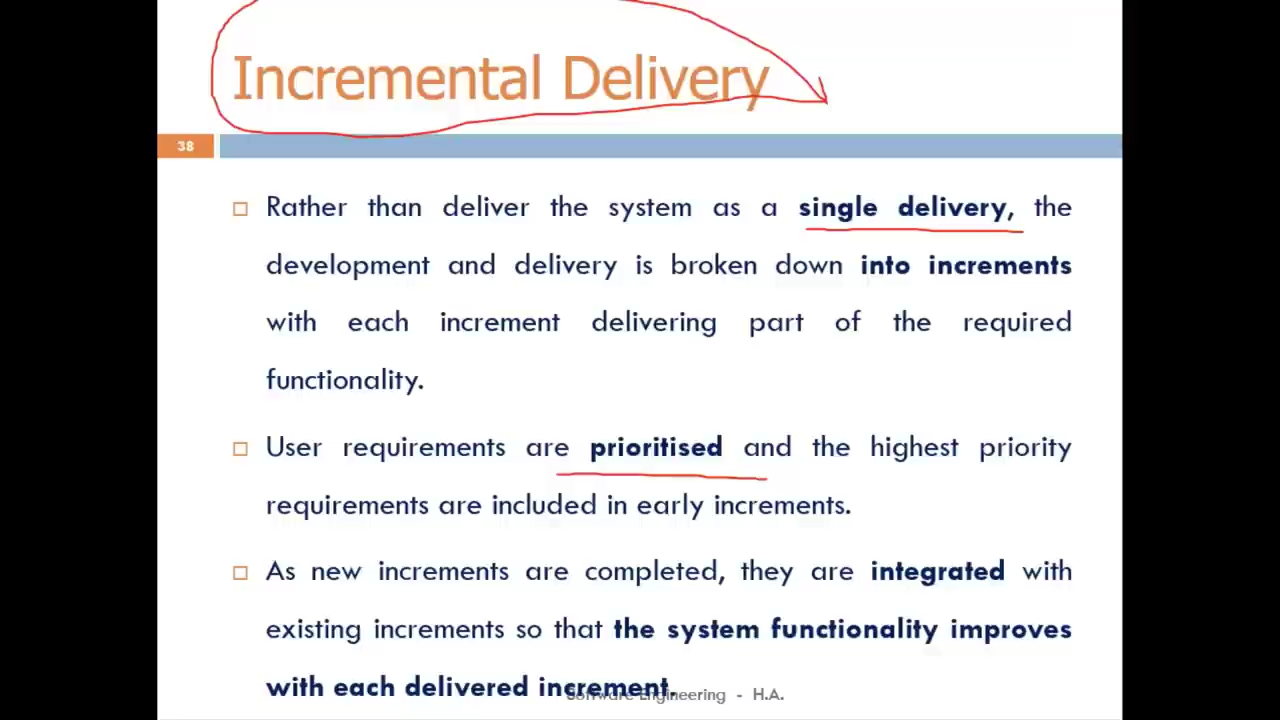 Incremental Delivery
38
Rather than deliver the system as a single delivery, the
development and delivery is broken down into increments
with each increment delivering part of the required
functionality.
User requirements are prioritised and the highest priority
requirements are included in early increments.
As new increments are completed, they are integrated with
existing increments so that the system functionality improves
with each delivered increment.
Software Engineering - H.A.